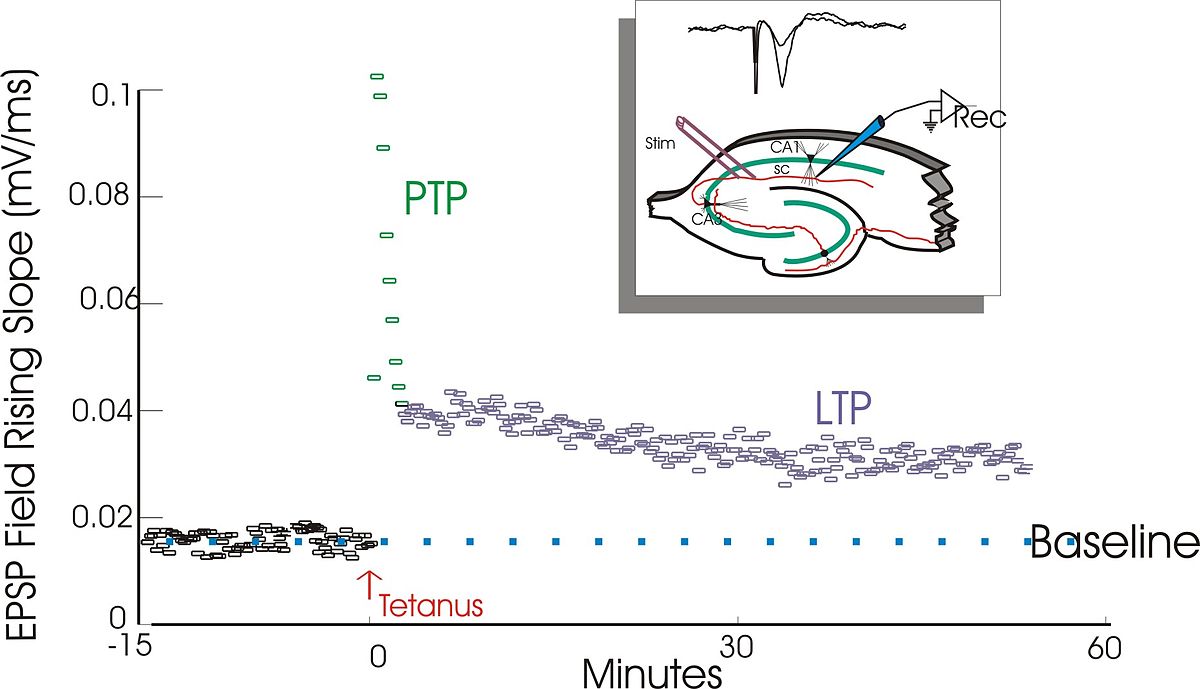 EPSP Field Rising Slope (mV/ms)
0.1
0.08
0.06
0.04
0.02
0
PTP
LTP
Stim
CA1
SC
CA3
Rec
Baseline
Tetanus
-15
0
30
60
Minutes